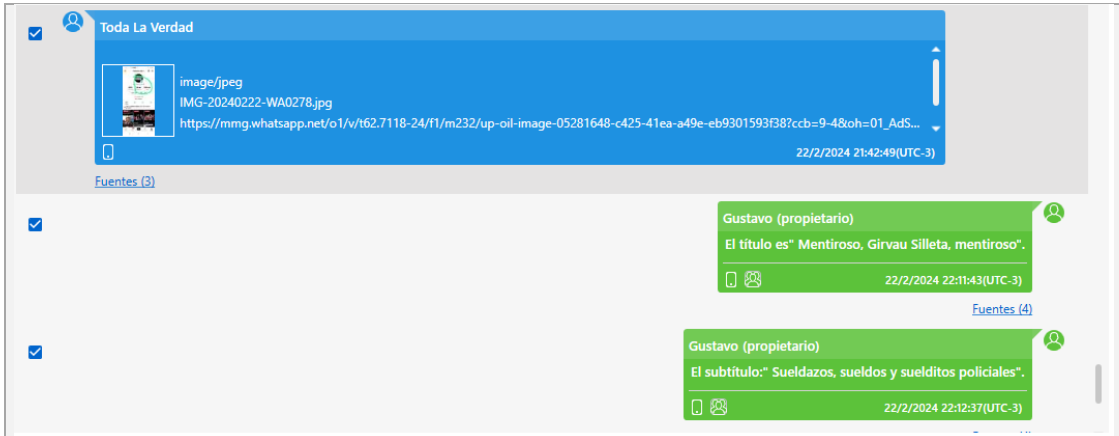 Toda La Verdad
image/jpeg
IMG-20240222-WA0278.jpg
https://mmg.whatsapp.net/o1/v/t62.7118-24/f1/m232/up-oil-image-05281648-c425-41ea-a49e-eb9301593f38?ccb=9-4&oh=01_AdS...
22/2/2024 21:42:49(UTC-3)
Fuentes (3)
Gustavo (propietario)
El título es" Mentiroso, Girvau Silleta, mentiroso".
22/2/2024 22:11:43(UTC-3)
Fuentes (4)
Gustavo (propietario)
El subtítulo:" Sueldazos, sueldos y suelditos policiales".
22/2/2024 22:12:37(UTC-3)